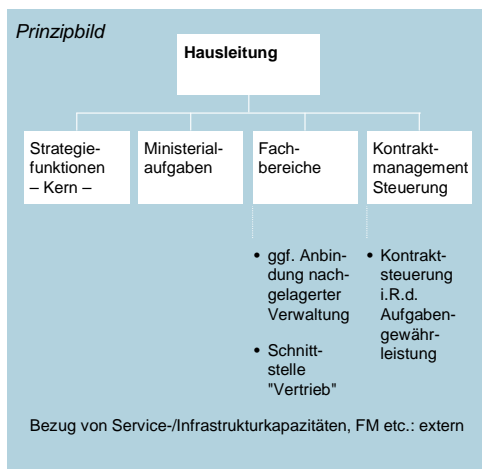 Prinzipbild
Hausleitung
Strategie-
funktionen
– Kern –
Ministerial-
aufgaben
Fach-
bereiche
Kontrakt-
management
Steuerung
• ggf. Anbin-
dung nach-
gelagerter
Verwaltung
• Schnitt-
stelle
"Vertrieb"
• Kontrakt-
steuerung
i.R.d.
Aufgaben-
gewähr-
leistung
Bezug von Service-/Infrastrukturkapazitäten, FM etc.: extern